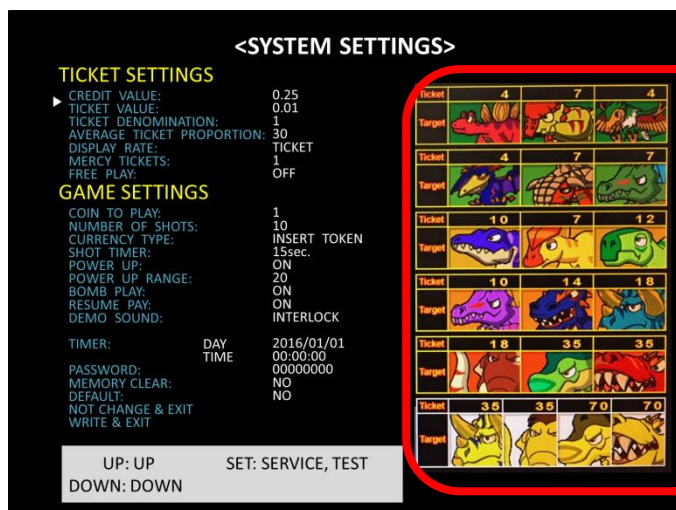 <SYSTEM SETTINGS>
TICKET SETTINGS
CREDIT VALUE: 0.25
TICKET VALUE: 0.01
TICKET DENOMINATION: 1
AVERAGE TICKET PROPORTION: 30
DISPLAY RATE: TICKET
MERCY TICKETS: 1
FREE PLAY: OFF
GAME SETTINGS
COIN TO PLAY: 1
NUMBER OF SHOTS: 10
CURRENCY TYPE: INSERT TOKEN
SHOT TIMER: 15sec.
POWER UP: ON
POWER UP RANGE: 20
BOMB PLAY: ON
RESUME PAY: ON
DEMO SOUND: INTERLOCK
TIMER: DAY 2016/01/01
TIME 00:00:00
PASSWORD: 00000000
MEMORY CLEAR: NO
DEFAULT: NO
NOT CHANGE & EXIT
WRITE & EXIT
UP: UP SET: SERVICE, TEST
DOWN: DOWN
Ticket 4 7 4
Target
Ticket 4 7 7
Target
Ticket 10 7 12
Target
Ticket 10 14 18
Target
Ticket 18 35 35
Target
Ticket 35 35 70 70
Target